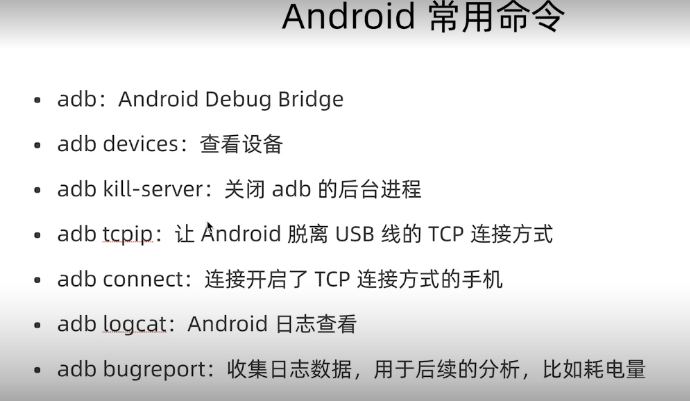 Android 常用命令
• adb：Android Debug Bridge
• adb devices：查看设备
• adb kill-server：关闭 adb 的后台进程
• adb tcpip：让 Android 脱离 USB 线的 TCP 连接方式
• adb connect：连接开启了 TCP 连接方式的手机
• adb logcat：Android 日志查看
• adb bugreport：收集日志数据，用于后续的分析，比如耗电量